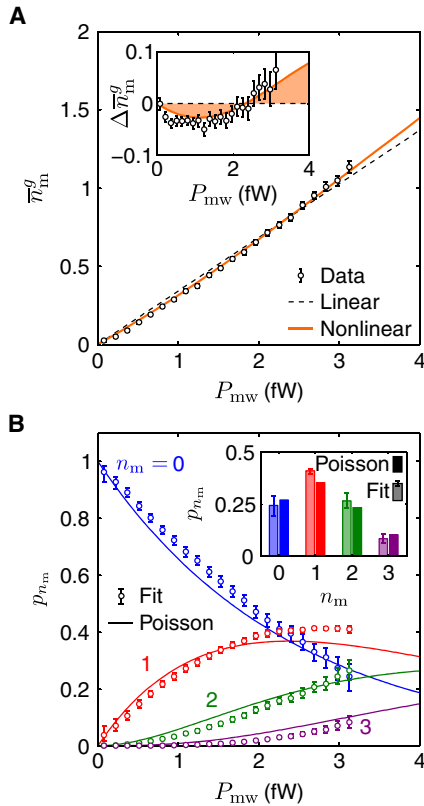 A
2
1.5
1
0.5
0
n̄ᵍₘ
0 1 2 3 4
P_mw (fW)
0.1
0
−0.1
Δn̄ᵍₘ
0 2 4
P_mw (fW)
Data
Linear
Nonlinear
B
1
0.8
0.6
0.4
0.2
0
p_nₘ
0 1 2 3 4
P_mw (fW)
nₘ = 0
1
2
3
Fit
Poisson
0.5
0.25
0
p_nₘ
0 1 2 3
nₘ
Poisson
Fit